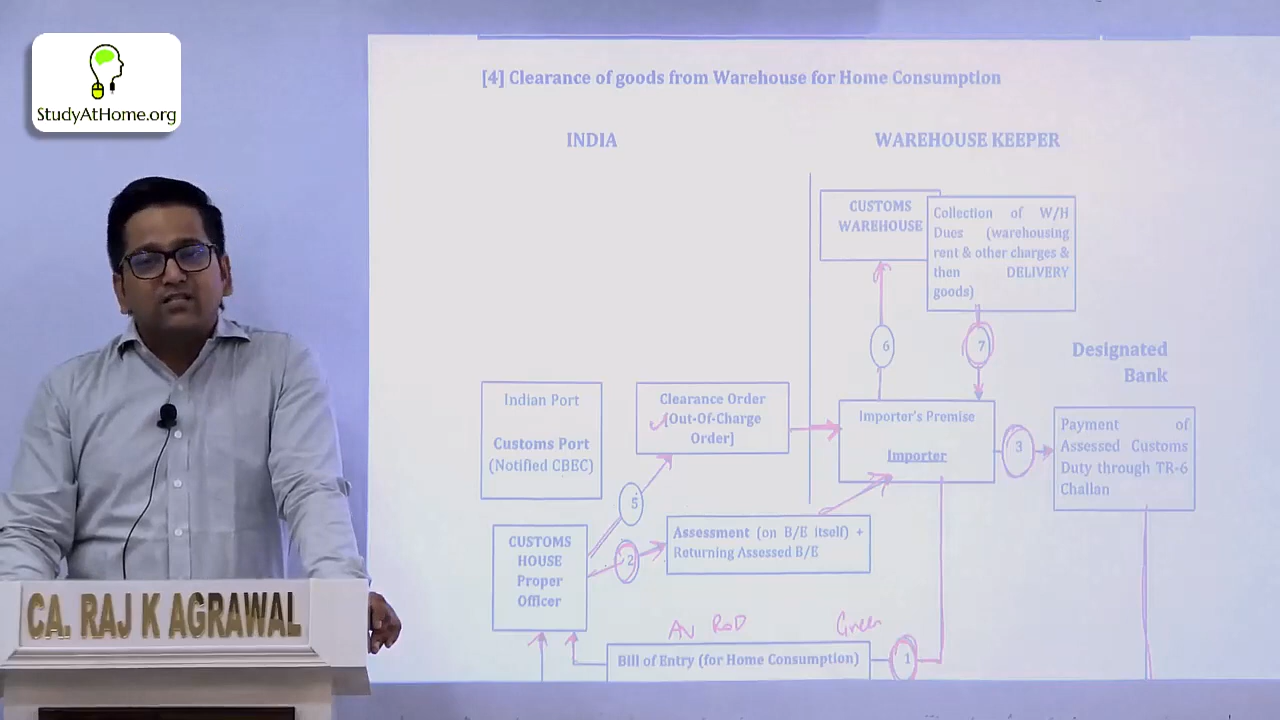 StudyAtHome.org
[4] Clearance of goods from Warehouse for Home Consumption
INDIA
WAREHOUSE KEEPER
CUSTOMS
WAREHOUSE
Collection of W/H
Dues (warehousing
rent & other charges &
then DELIVERY
goods)
6
7
Designated
Bank
Indian Port
Customs Port
(Notified CBEC)
Clearance Order
[Out-Of-Charge
Order]
Importer's Premise
Importer
3
Payment of
Assessed Customs
Duty through TR-6
Challan
5
CUSTOMS
HOUSE
Proper
Officer
2
Assessment (on B/E itself) +
Returning Assessed B/E
AV RoD Green
Bill of Entry (for Home Consumption)
1
CA. RAJ K AGRAWAL